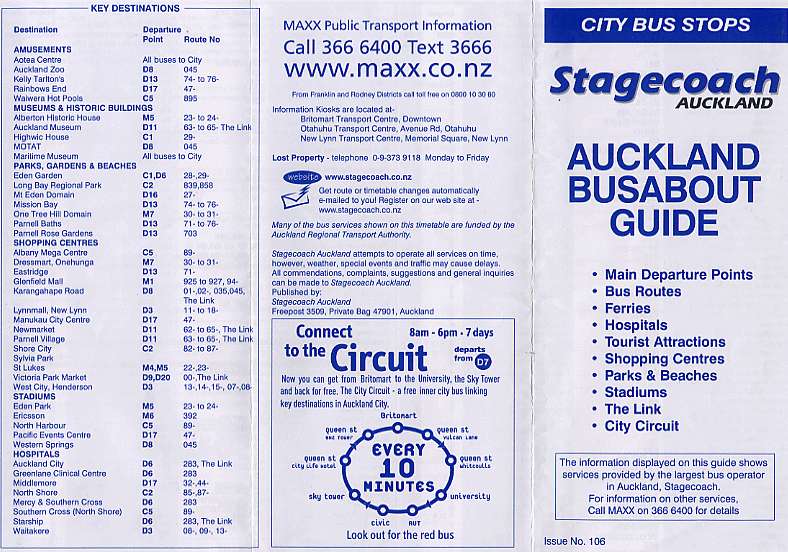 KEY DESTINATIONS
Destination Departure Point Route No
AMUSEMENTS
Aotea Centre All buses to City
Auckland Zoo D8 045
Kelly Tarlton's D13 74- to 76-
Rainbows End D17 47-
Waiwera Hot Pools C5 895
MUSEUMS & HISTORIC BUILDINGS
Alberton Historic House M5 23- to 24-
Auckland Museum D11 63- to 65- The Link
Highwic House C1 29-
MOTAT D8 045
Maritime Museum All buses to City
PARKS, GARDENS & BEACHES
Eden Garden C1,D6 28-,29-
Long Bay Regional Park C2 839,858
Mt Eden Domain D16 27-
Mission Bay D13 74- to 76-
One Tree Hill Domain M7 30- to 31-
Parnell Baths D13 71- to 76-
Parnell Rose Gardens D13 703
SHOPPING CENTRES
Albany Mega Centre C5 89-
Dressmart, Onehunga M7 30- to 31-
Eastridge D13 71-
Glenfield Mall M1 925 to 927, 94-
Karangahape Road D8 01-,02-, 035,045,
The Link
Lynnmall, New Lynn D3 11- to 18-
Manukau City Centre D17 47-
Newmarket D11 62- to 65-, The Link
Parnell Village D11 63- to 65-, The Link
Shore City C2 82- to 87-
Sylvia Park
St Lukes M4,M5 22-,23-
Victoria Park Market D9,D20 00-,The Link
West City, Henderson D3 13-,14-,15-, 07-,08-
STADIUMS
Eden Park M5 23- to 24-
Ericsson M6 392
North Harbour C5 89-
Pacific Events Centre D17 47-
Western Springs D8 045
HOSPITALS
Auckland City D6 283, The Link
Greenlane Clinical Centre D6 283
Middlemore D17 32-,44-
North Shore C2 85-,87-
Mercy & Southern Cross D6 283
Southern Cross (North Shore) C5 89-
Starship D6 283, The Link
Waitakere D3 08-, 09-, 13-
MAXX Public Transport Information
Call 366 6400 Text 3666
www.maxx.co.nz
From Franklin and Rodney Districts call toll free on 0800 10 30 80
Information Kiosks are located at-
Britomart Transport Centre, Downtown
Otahuhu Transport Centre, Avenue Rd, Otahuhu
New Lynn Transport Centre, Memorial Square, New Lynn
Lost Property - telephone 0-9-373 9118 Monday to Friday
website www.stagecoach.co.nz
Get route or timetable changes automatically
e-mailed to you! Register on our web site at -
www.stagecoach.co.nz
Many of the bus services shown on this timetable are funded by the
Auckland Regional Transport Authority.
Stagecoach Auckland attempts to operate all services on time,
however, weather, special events and traffic may cause delays.
All commendations, complaints, suggestions and general inquiries
can be made to Stagecoach Auckland.
Published by:
Stagecoach Auckland
Freepost 3509, Private Bag 47901, Auckland
Connect 8am - 6pm - 7 days
to the Circuit departs from D7
Now you can get from Britomart to the University, the Sky Tower
and back for free. The City Circuit - a free inner city bus linking
key destinations in Auckland City.
Britomart
queen st
queen st
vulcan lane
queen st
city life hotel
queen st
whitcoulls
EVERY
10
MINUTES
sky tower
university
civic
AUT
Look out for the red bus
CITY BUS STOPS
Stagecoach
AUCKLAND
AUCKLAND
BUSABOUT
GUIDE
• Main Departure Points
• Bus Routes
• Ferries
• Hospitals
• Tourist Attractions
• Shopping Centres
• Parks & Beaches
• Stadiums
• The Link
• City Circuit
The information displayed on this guide shows
services provided by the largest bus operator
in Auckland, Stagecoach.
For information on other services,
Call MAXX on 366 6400 for details
Issue No. 106